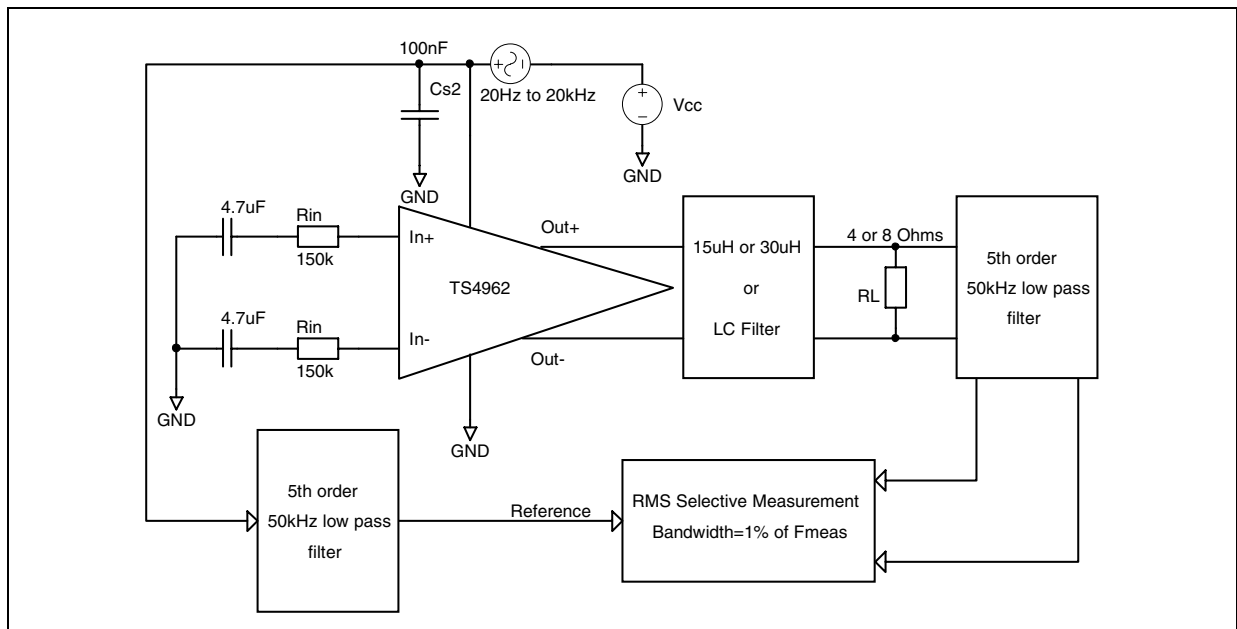 100nF
Cs2
20Hz to 20kHz
Vcc
GND
GND
4.7uF
Rin
150k
In+
Out+
TS4962
15uH or 30uH
or
LC Filter
4 or 8 Ohms
RL
5th order
50kHz low pass
filter
4.7uF
Rin
150k
In-
Out-
GND
GND
5th order
50kHz low pass
filter
Reference
RMS Selective Measurement
Bandwidth=1% of Fmeas